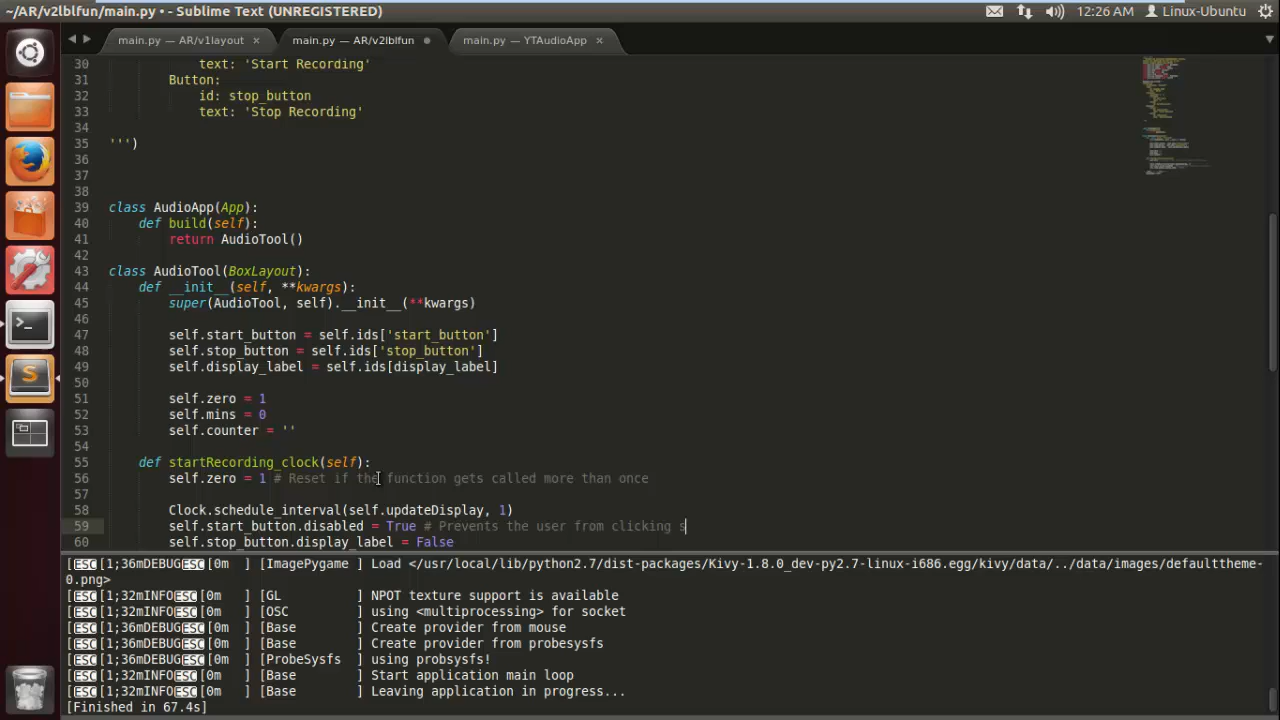 ~/AR/v2lblfun/main.py • - Sublime Text (UNREGISTERED)
12:26 AM
Linux-Ubuntu
main.py — AR/v1layout ×
main.py — AR/v2lblfun
main.py — YTAudioApp ×
30 text: 'Start Recording'
31 Button:
32 id: stop_button
33 text: 'Stop Recording'
34
35 ''')
36
37
38
39 class AudioApp(App):
40 def build(self):
41 return AudioTool()
42
43 class AudioTool(BoxLayout):
44 def __init__(self, **kwargs):
45 super(AudioTool, self).__init__(**kwargs)
46
47 self.start_button = self.ids['start_button']
48 self.stop_button = self.ids['stop_button']
49 self.display_label = self.ids[display_label]
50
51 self.zero = 1
52 self.mins = 0
53 self.counter = ''
54
55 def startRecording_clock(self):
56 self.zero = 1 # Reset if the function gets called more than once
57
58 Clock.schedule_interval(self.updateDisplay, 1)
59 self.start_button.disabled = True # Prevents the user from clicking s
60 self.stop_button.display_label = False
[ESC[1;36mDEBUGESC[0m ] [ImagePygame ] Load </usr/local/lib/python2.7/dist-packages/Kivy-1.8.0_dev-py2.7-linux-i686.egg/kivy/data/../data/images/defaulttheme-
0.png>
[ESC[1;32mINFOESC[0m ] [GL ] NPOT texture support is available
[ESC[1;32mINFOESC[0m ] [OSC ] using <multiprocessing> for socket
[ESC[1;36mDEBUGESC[0m ] [Base ] Create provider from mouse
[ESC[1;36mDEBUGESC[0m ] [Base ] Create provider from probesysfs
[ESC[1;36mDEBUGESC[0m ] [ProbeSysfs ] using probsysfs!
[ESC[1;32mINFOESC[0m ] [Base ] Start application main loop
[ESC[1;32mINFOESC[0m ] [Base ] Leaving application in progress...
[Finished in 67.4s]